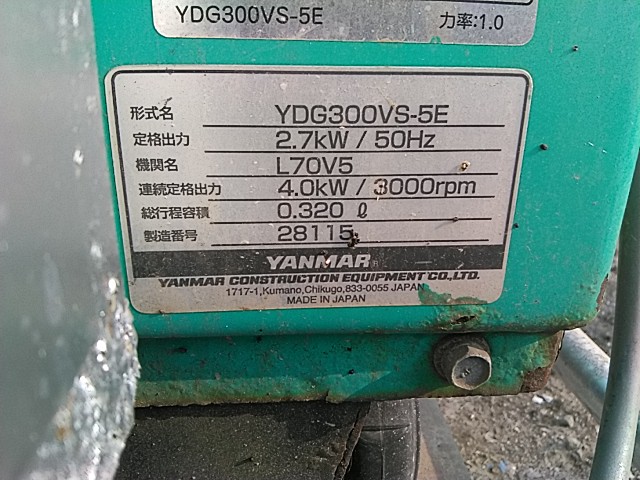 YDG300VS-5E 力率:1.0
形式名 YDG300VS-5E
定格出力 2.7kW / 50Hz
機関名 L70V5
連続定格出力 4.0kW / 3000rpm
総行程容積 0.320 ℓ
製造番号 28115
YANMAR
YANMAR CONSTRUCTION EQUIPMENT CO.,LTD.
1717-1,Kumano,Chikugo,833-0055 JAPAN
MADE IN JAPAN